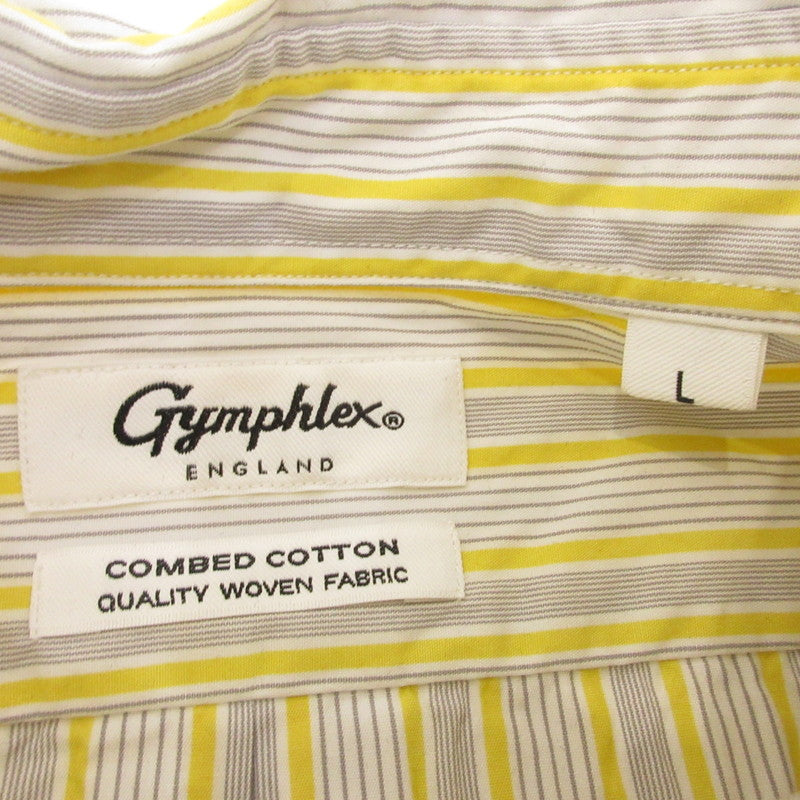 Gymphlex®
ENGLAND
L
COMBED COTTON
QUALITY WOVEN FABRIC